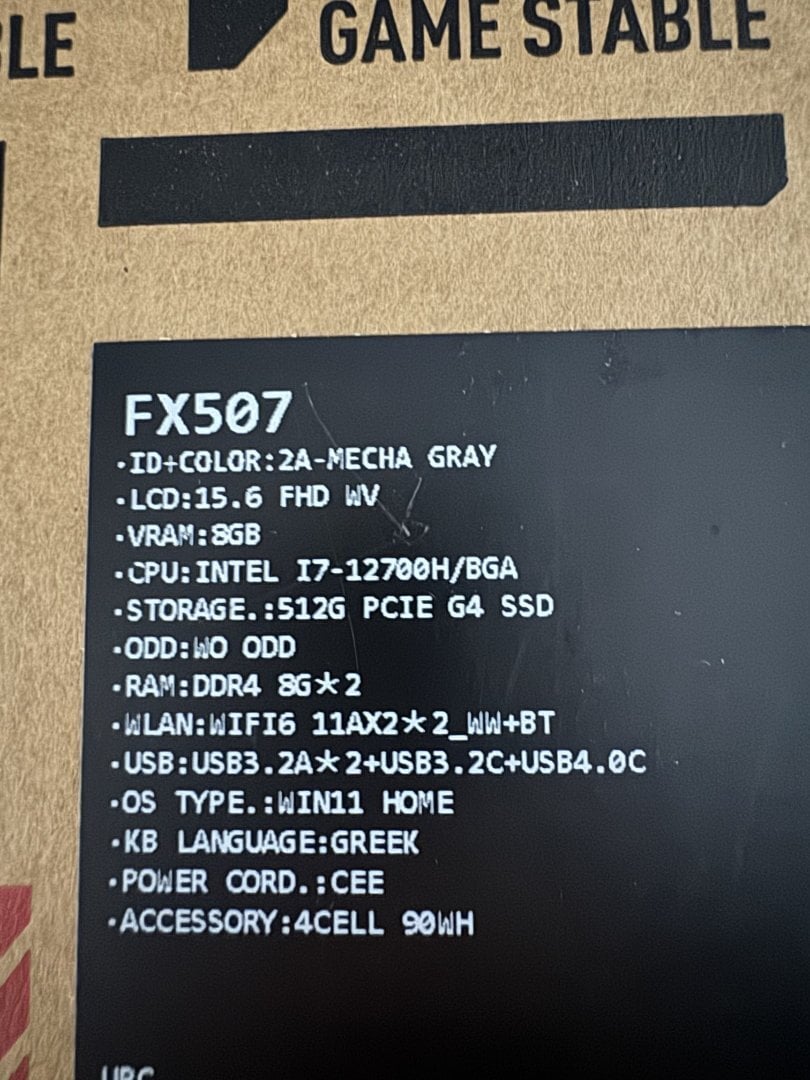 LE
GAME STABLE
FX507
·ID+COLOR:2A-MECHA GRAY
·LCD:15.6 FHD WV
·VRAM:8GB
·CPU:INTEL I7-12700H/BGA
·STORAGE.:512G PCIE G4 SSD
·ODD:WO ODD
·RAM:DDR4 8G*2
·WLAN:WIFI6 11AX2*2_WW+BT
·USB:USB3.2A*2+USB3.2C+USB4.0C
·OS TYPE.:WIN11 HOME
·KB LANGUAGE:GREEK
·POWER CORD.:CEE
·ACCESSORY:4CELL 90WH